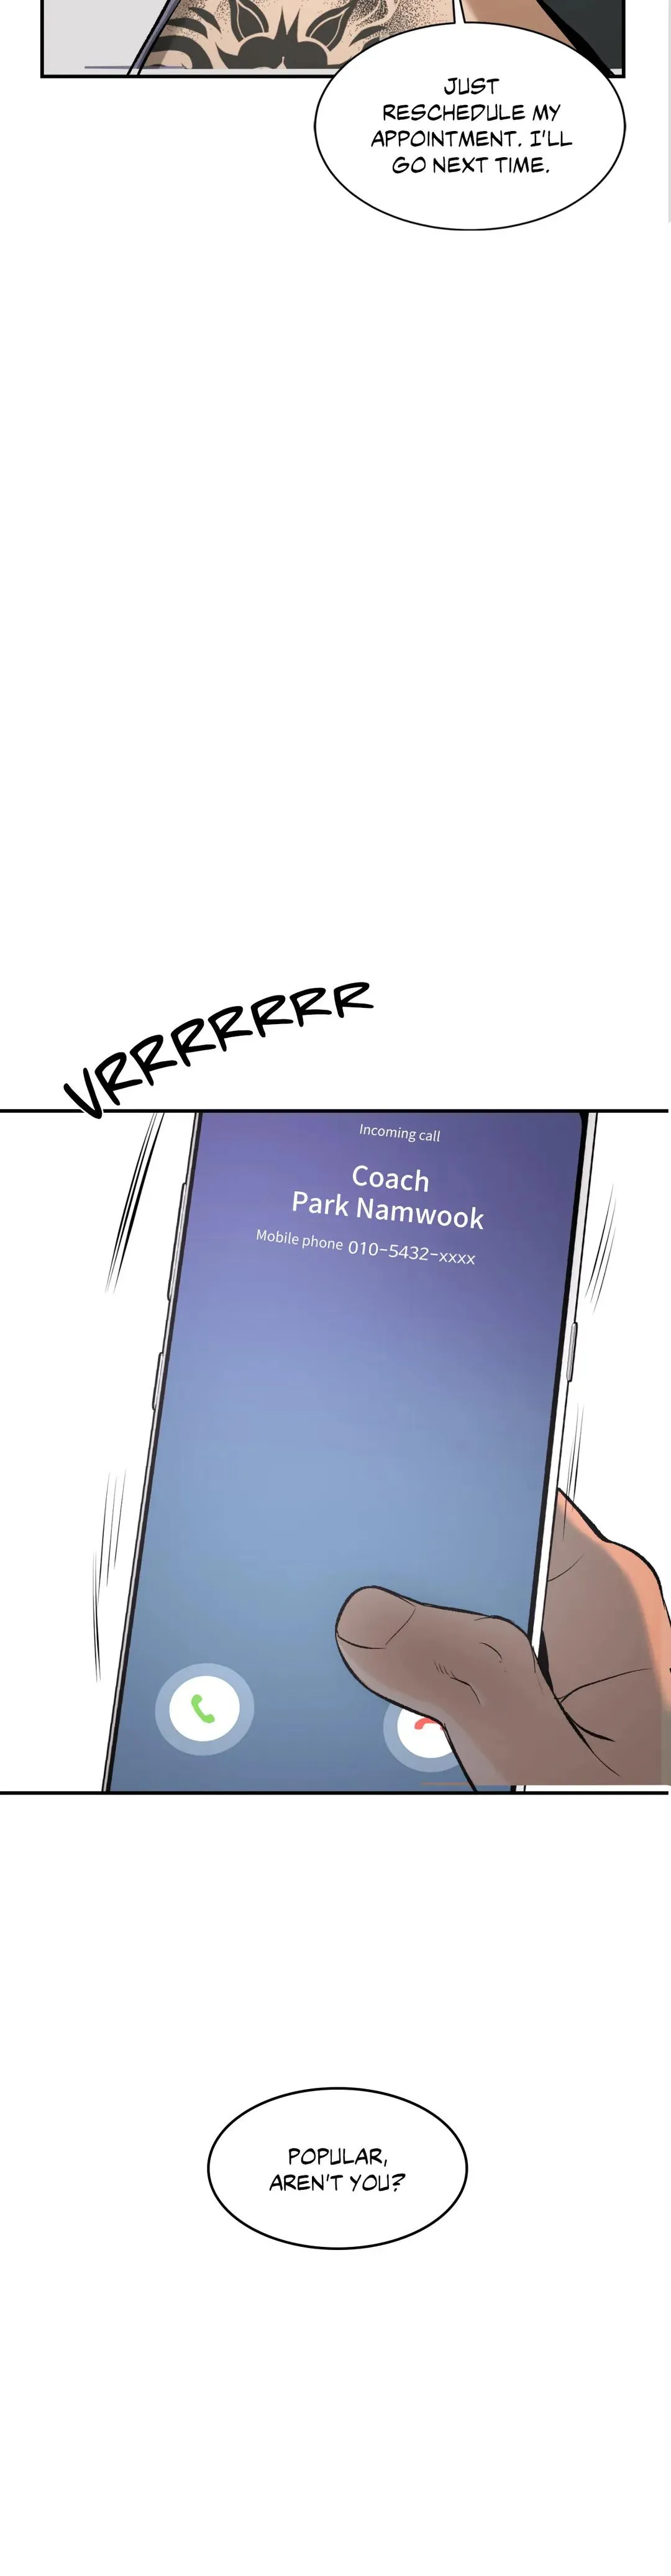 JUST
RESCHEDULE MY
APPOINTMENT. I'LL
GO NEXT TIME.
VRRRRRRR
Incoming call
Coach
Park Namwook
Mobile phone 010-5432-xxxx
POPULAR,
AREN'T YOU?